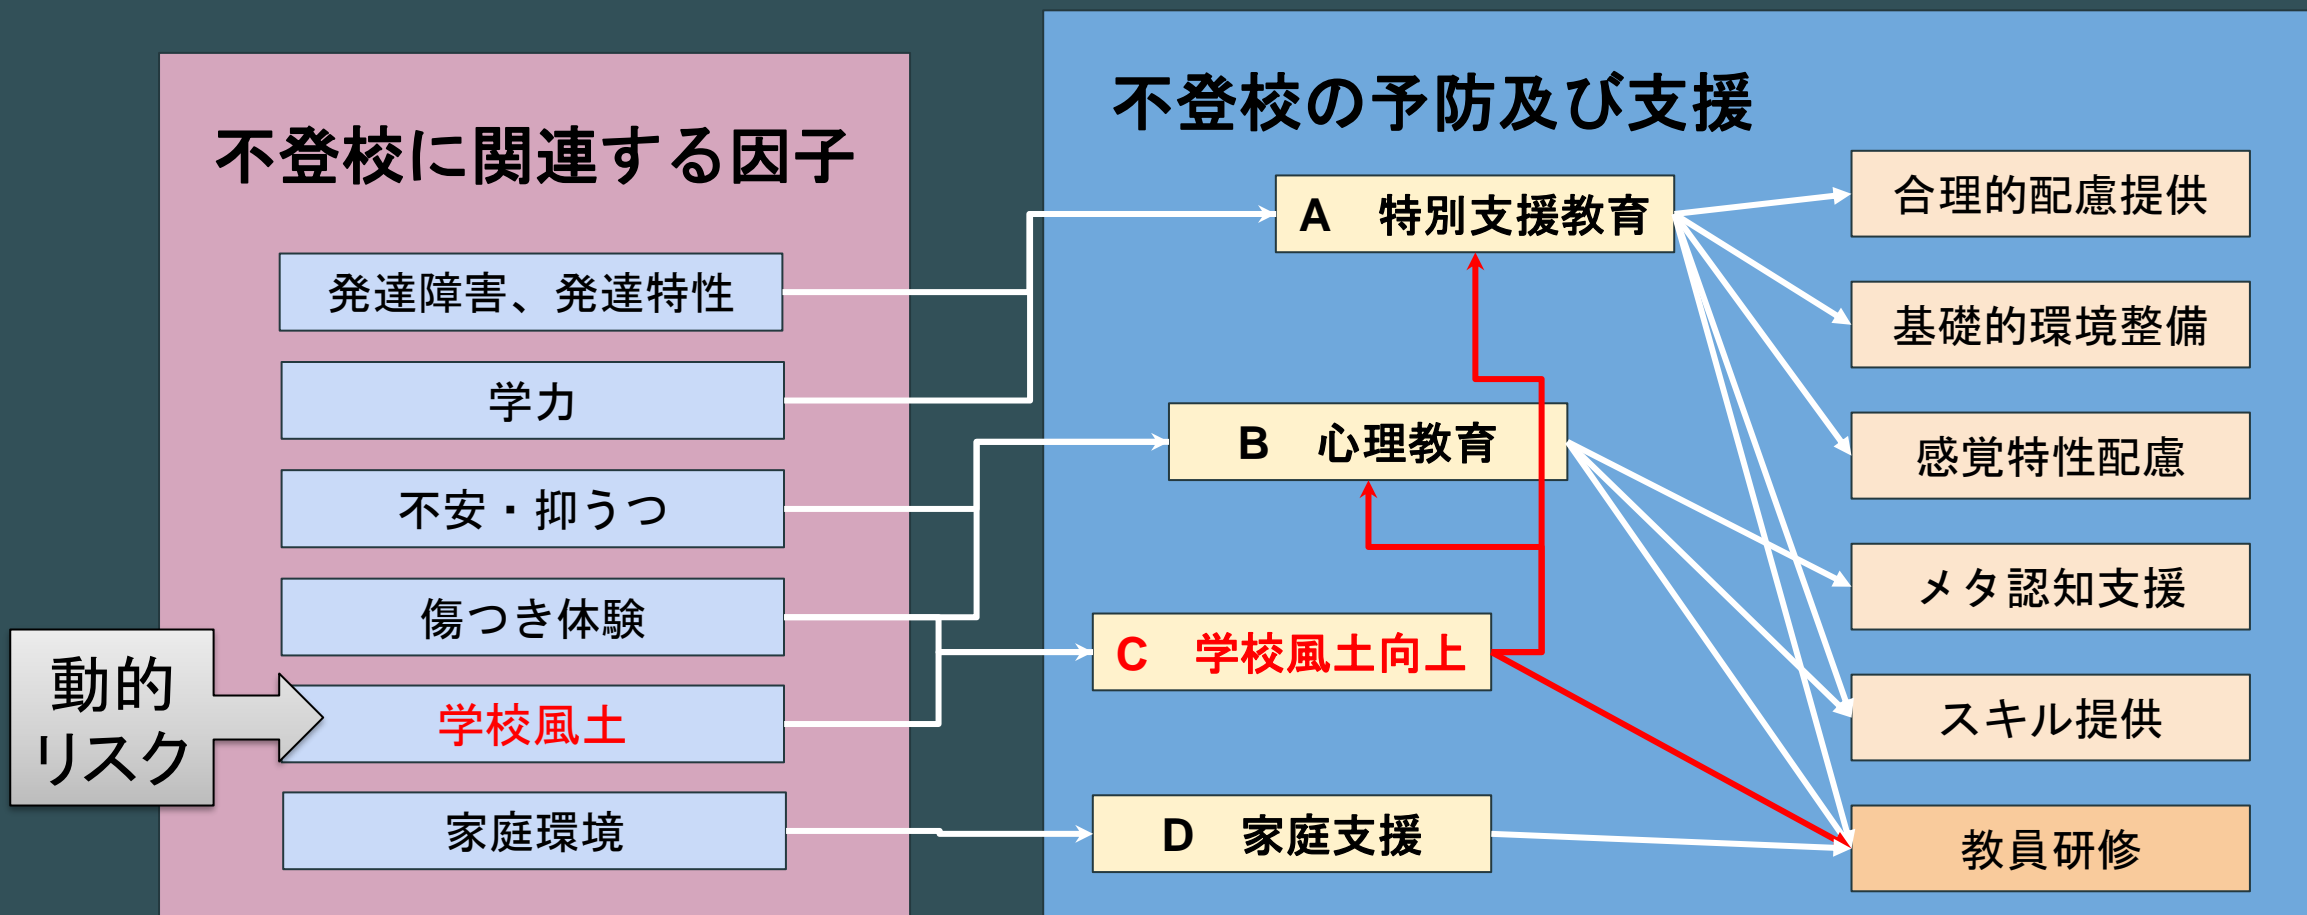 不登校に関連する因子
発達障害、発達特性
学力
不安・抑うつ
傷つき体験
学校風土
家庭環境
動的
リスク
不登校の予防及び支援
A　特別支援教育
B　心理教育
C　学校風土向上
D　家庭支援
合理的配慮提供
基礎的環境整備
感覚特性配慮
メタ認知支援
スキル提供
教員研修